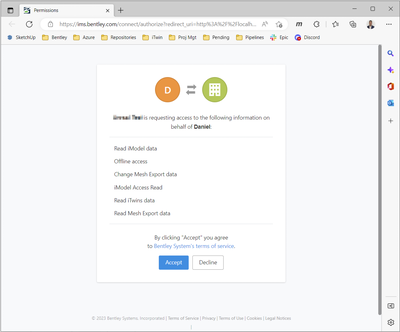 Permissions
https://ims.bentley.com/connect/authorize?redirect_uri=http%3A%2F%2Flocalh...
SketchUp
Bentley
Azure
Repositories
iTwin
Proj Mgt
Pending
Pipelines
Epic
Discord
D
is requesting access to the following information on
behalf of Daniel:
Read iModel data
Offline access
Change Mesh Export data
iModel Access Read
Read iTwins data
Read Mesh Export data
By clicking "Accept" you agree
to Bentley System's terms of service.
Accept
Decline
Bentley Systems, Incorporated | Terms of Service | Privacy | Terms of Use | Cookies | Legal Notices